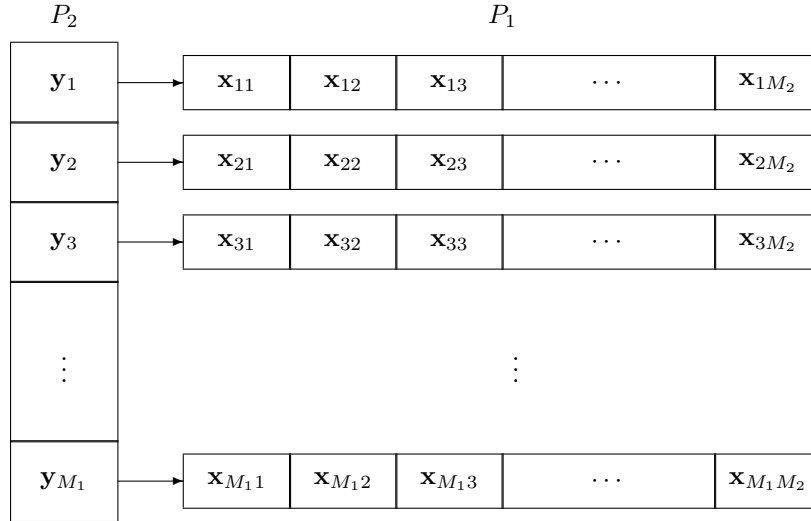 P₂ P₁
y₁ x₁₁ x₁₂ x₁₃ ⋯ x₁M₂
y₂ x₂₁ x₂₂ x₂₃ ⋯ x₂M₂
y₃ x₃₁ x₃₂ x₃₃ ⋯ x₃M₂
⋮ ⋮
yM₁ xM₁1 xM₁2 xM₁3 ⋯ xM₁M₂